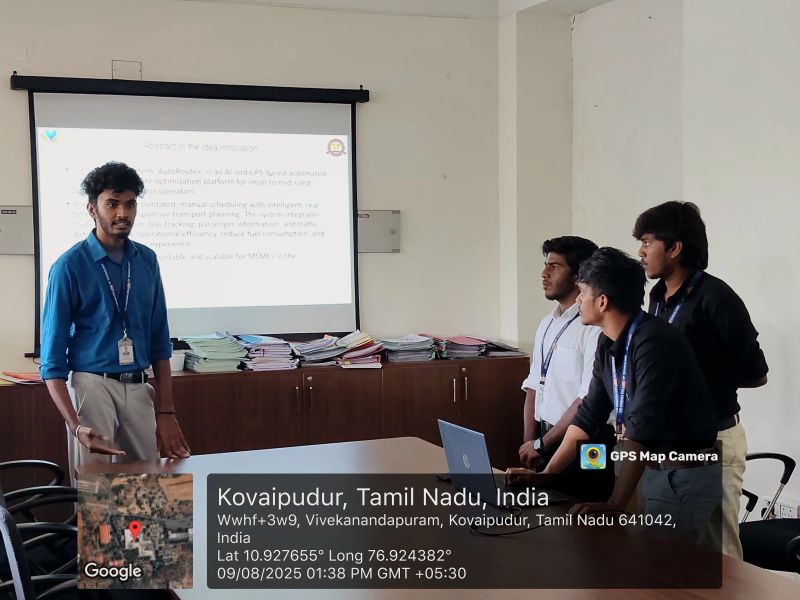 Abstract of the idea innovation
AutoRoute+, is an AI and GPS based automated
optimization platform for small to mid sized
operators.
outdated, manual scheduling with intelligent, real
transport planning. The system integrates
bus tracking, passenger information, and traffic
operational efficiency, reduce fuel consumption, and
experience.
and scalable for MSMEs in the
GPS Map Camera
Kovaipudur, Tamil Nadu, India
Wwhf+3w9, Vivekanandapuram, Kovaipudur, Tamil Nadu 641042,
India
Lat 10.927655° Long 76.924382°
09/08/2025 01:38 PM GMT +05:30
Google